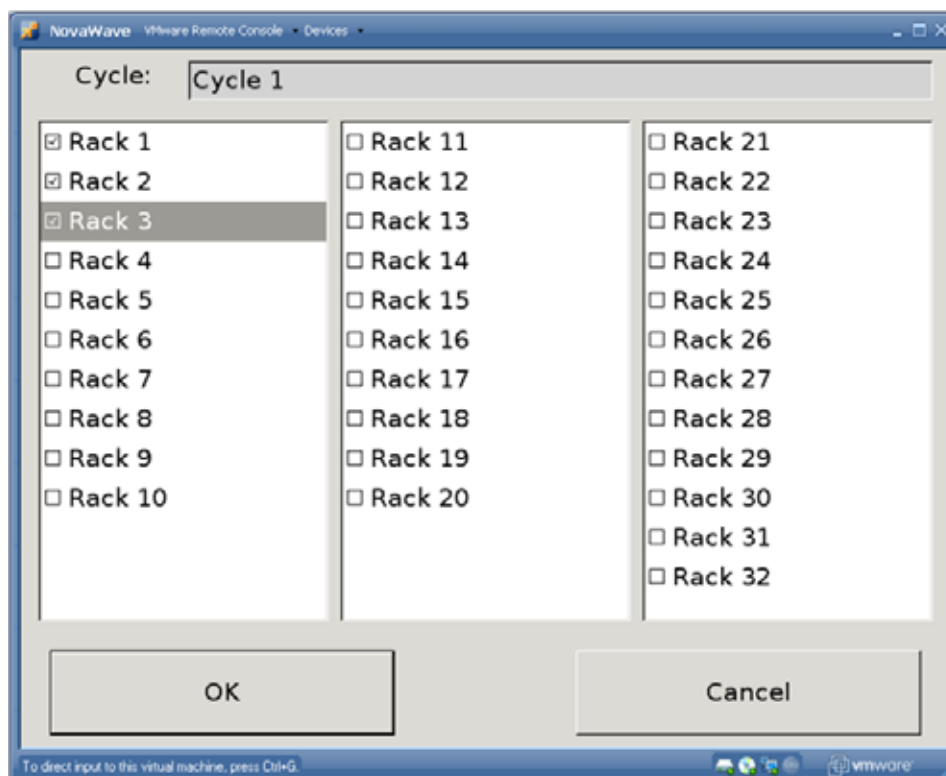 NovaWave VMware Remote Console Devices
Cycle: Cycle 1
Rack 1
Rack 2
Rack 3
Rack 4
Rack 5
Rack 6
Rack 7
Rack 8
Rack 9
Rack 10
Rack 11
Rack 12
Rack 13
Rack 14
Rack 15
Rack 16
Rack 17
Rack 18
Rack 19
Rack 20
Rack 21
Rack 22
Rack 23
Rack 24
Rack 25
Rack 26
Rack 27
Rack 28
Rack 29
Rack 30
Rack 31
Rack 32
OK
Cancel
To direct input to this virtual machine, press Ctrl+G.
vmware